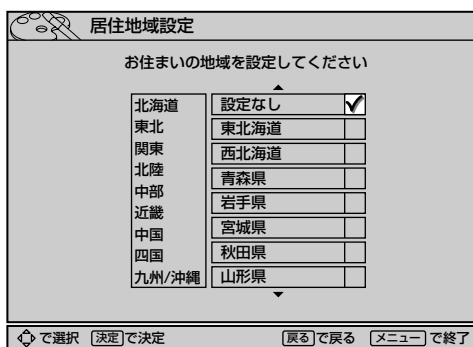 居住地域設定
お住まいの地域を設定してください
北海道
東北
関東
北陸
中部
近畿
中国
四国
九州/沖縄
設定なし
東北海道
西北海道
青森県
岩手県
宮城県
秋田県
山形県
で選択 決定で決定 戻るで戻る メニューで終了